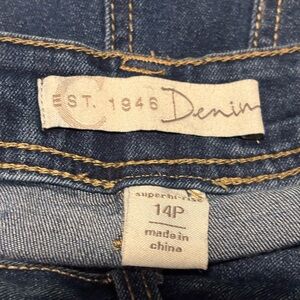 C
EST. 1946 Denim
superhi-rise
14P
made in
china